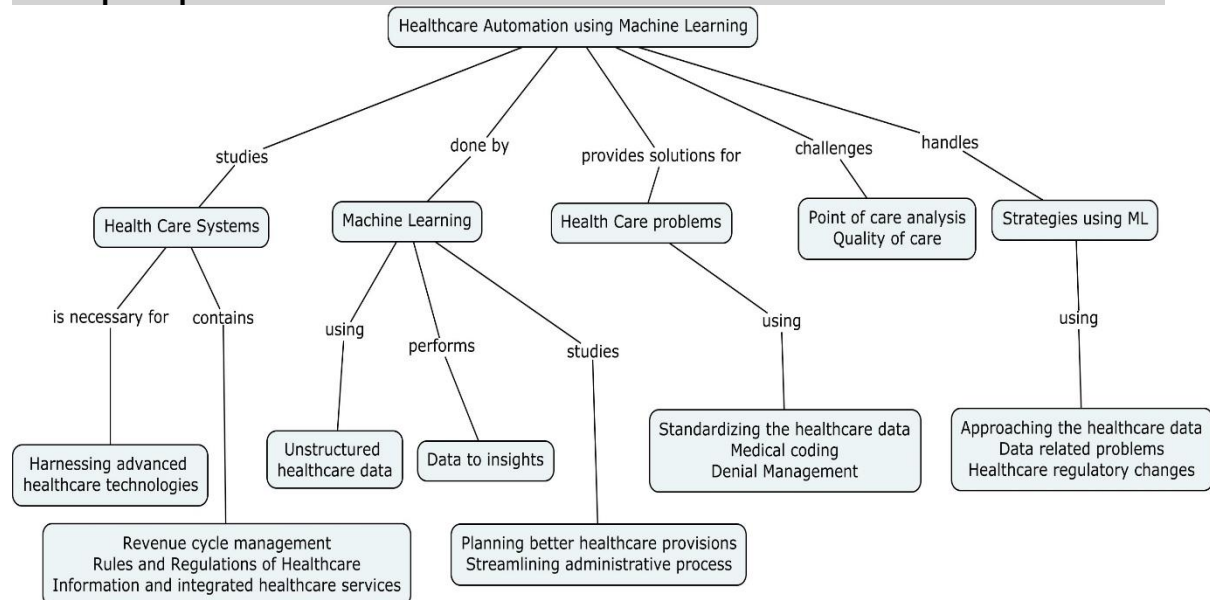 Healthcare Automation using Machine Learning
studies
done by
provides solutions for
challenges
handles
Health Care Systems
Machine Learning
Health Care problems
Point of care analysis
Quality of care
Strategies using ML
is necessary for
contains
using
performs
studies
using
using
Harnessing advanced
healthcare technologies
Unstructured
healthcare data
Data to insights
Standardizing the healthcare data
Medical coding
Denial Management
Approaching the healthcare data
Data related problems
Healthcare regulatory changes
Revenue cycle management
Rules and Regulations of Healthcare
Information and integrated healthcare services
Planning better healthcare provisions
Streamlining administrative process